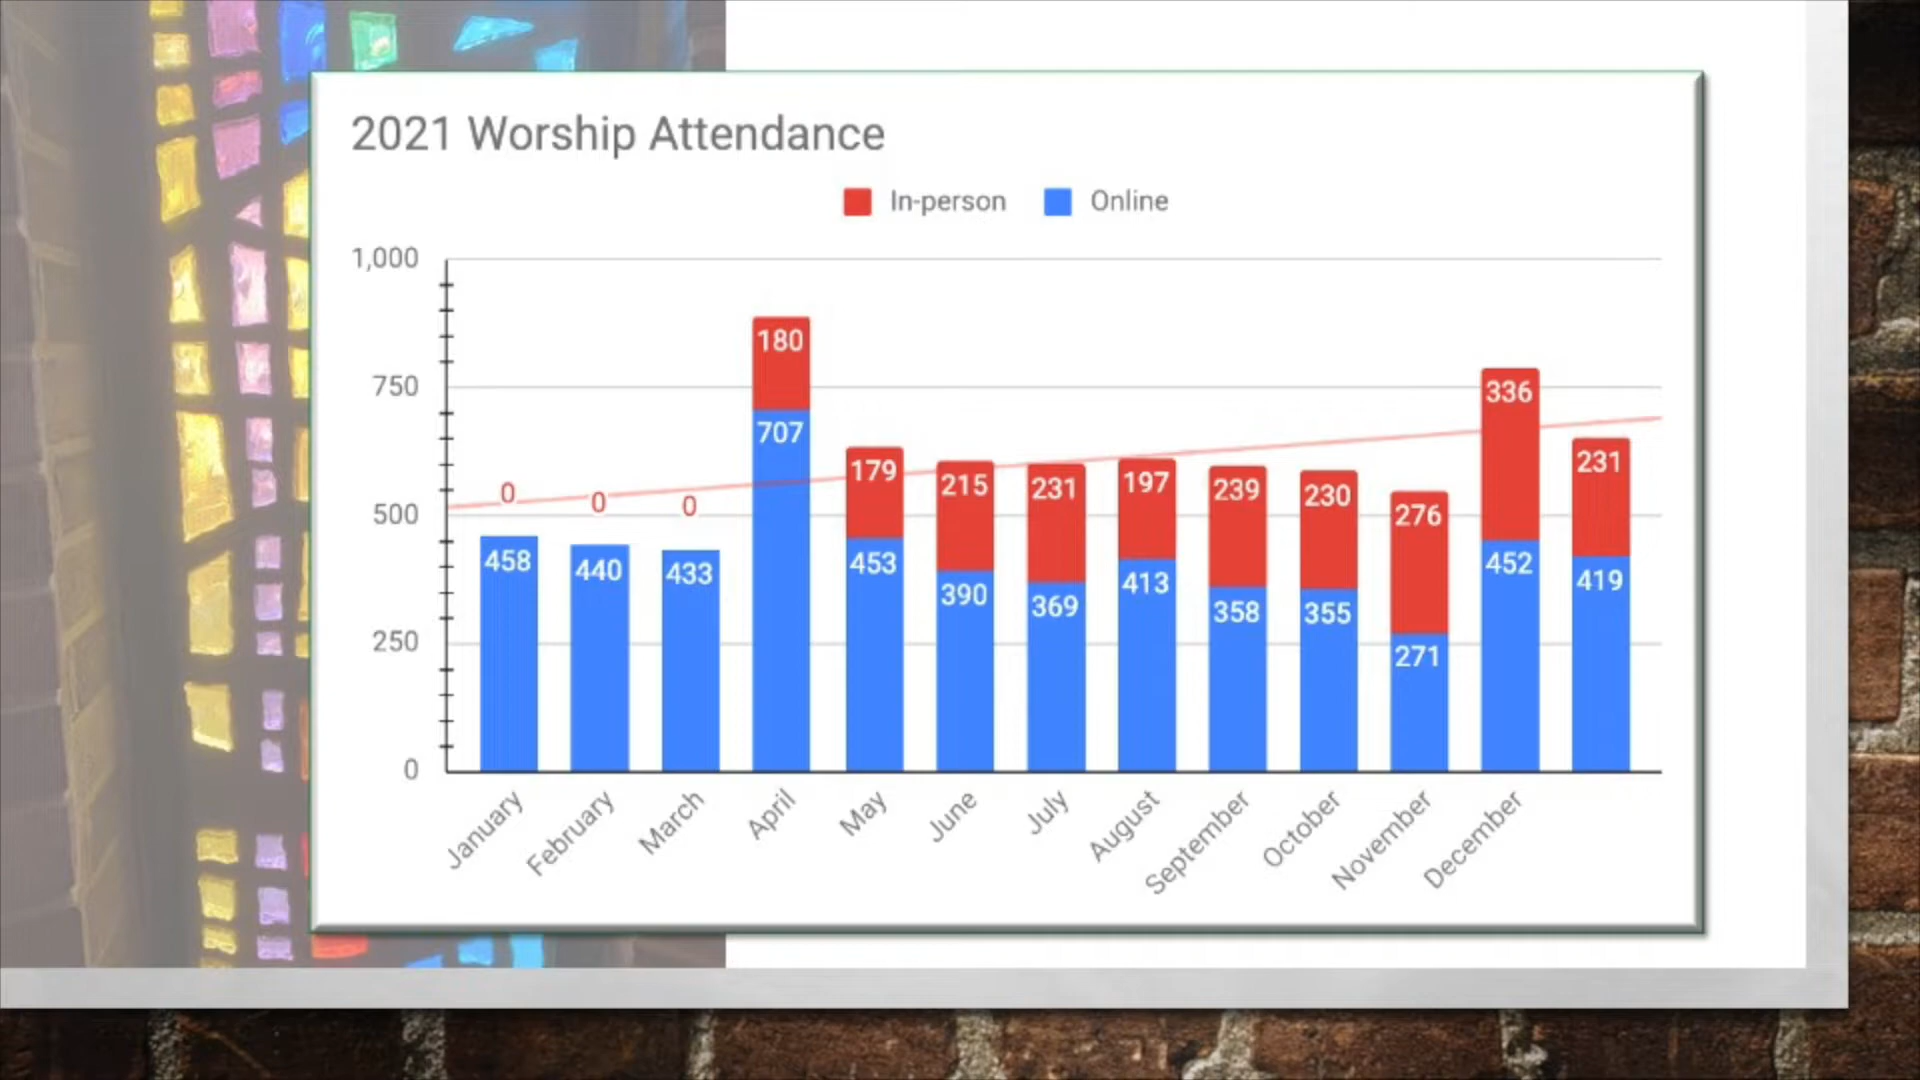 2021 Worship Attendance
In-person Online
1,000
750
500
250
0
0 0 0 180 179 215 231 197 239 230 276 336 231
458 440 433 707 453 390 369 413 358 355 271 452 419
January February March April May June July August September October November December